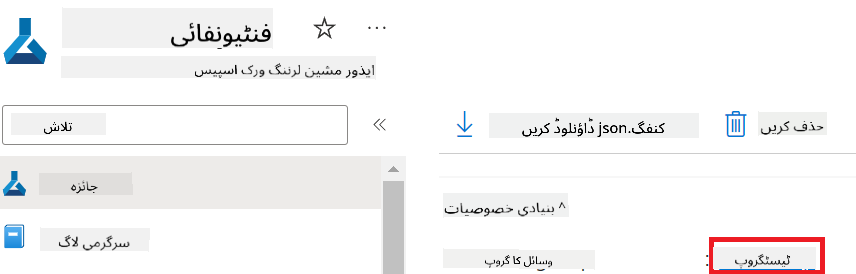 فنٹیونفائی
ایذور مشین لرننگ ورک اسپیس
تلاش
جائزہ
سرگرمی لاگ
کنفگ.json ڈاؤنلوڈ کریں
حذف کریں
^ بنیادی خصوصیات
وسائل کا گروپ : ٹیسٹگروپ